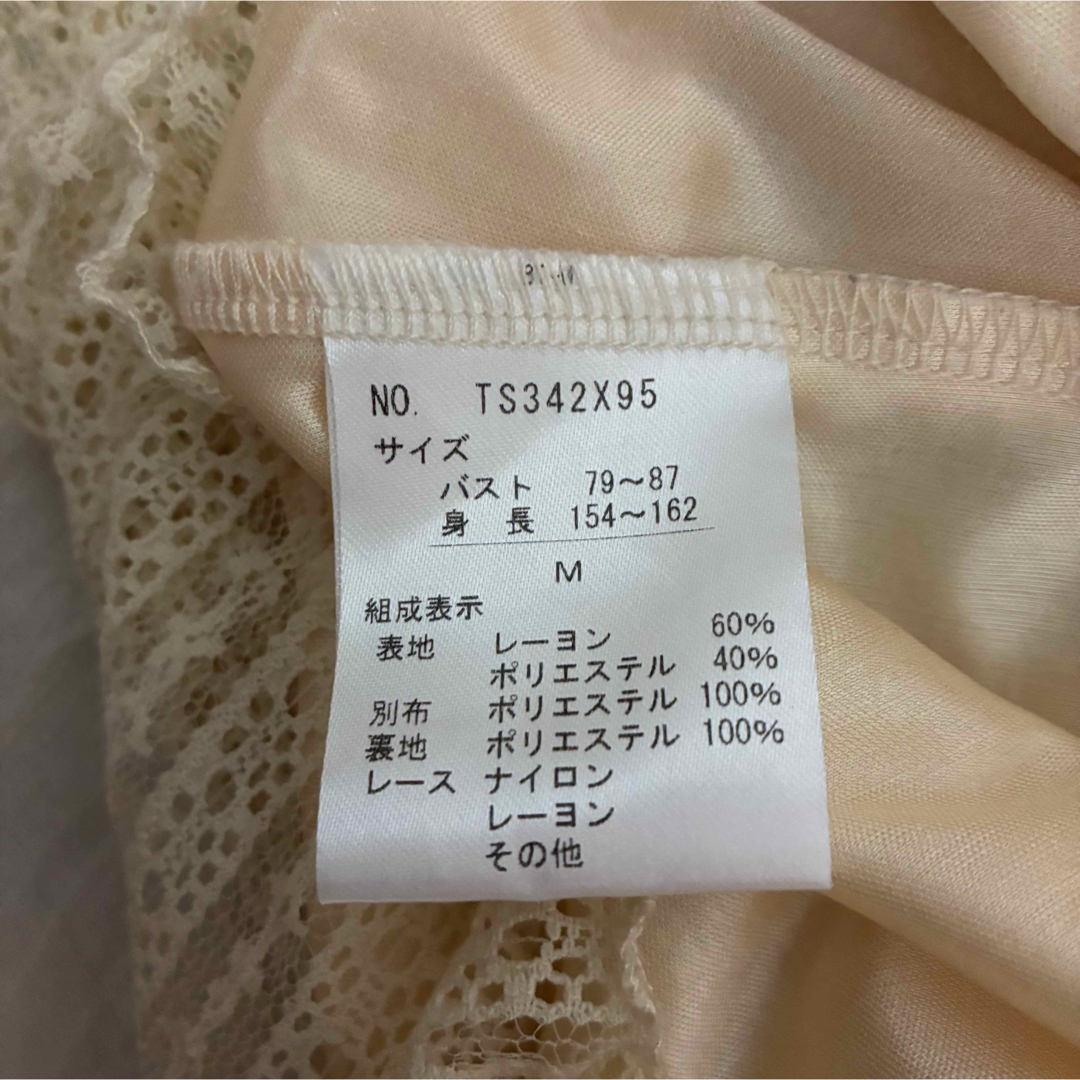 NO. TS342X95
サイズ
バスト 79～87
身長 154～162
M
組成表示
表地 レーヨン 60%
ポリエステル 40%
別布 ポリエステル 100%
裏地 ポリエステル 100%
レース ナイロン
レーヨン
その他